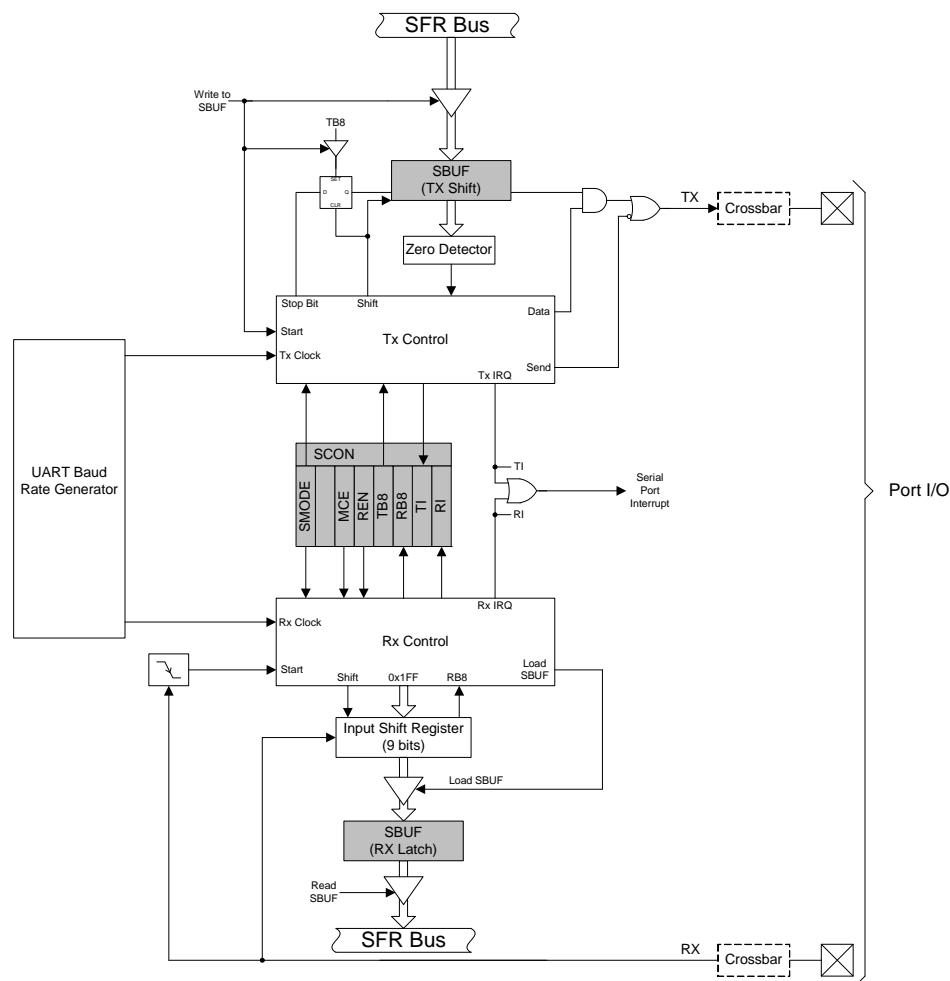 SFR Bus
Write to
SBUF
TB8
SET
D
Q
CLR
SBUF
(TX Shift)
TX
Crossbar
Zero Detector
Stop Bit
Shift
Data
Start
Tx Control
Tx Clock
Send
Tx IRQ
UART Baud
Rate Generator
SCON
SMODE
MCE
REN
TB8
RB8
TI
RI
TI
Serial
Port
Interrupt
RI
Port I/O
Rx IRQ
Rx Clock
Rx Control
Start
Load
SBUF
Shift
0x1FF
RB8
Input Shift Register
(9 bits)
Load SBUF
SBUF
(RX Latch)
Read
SBUF
SFR Bus
RX
Crossbar